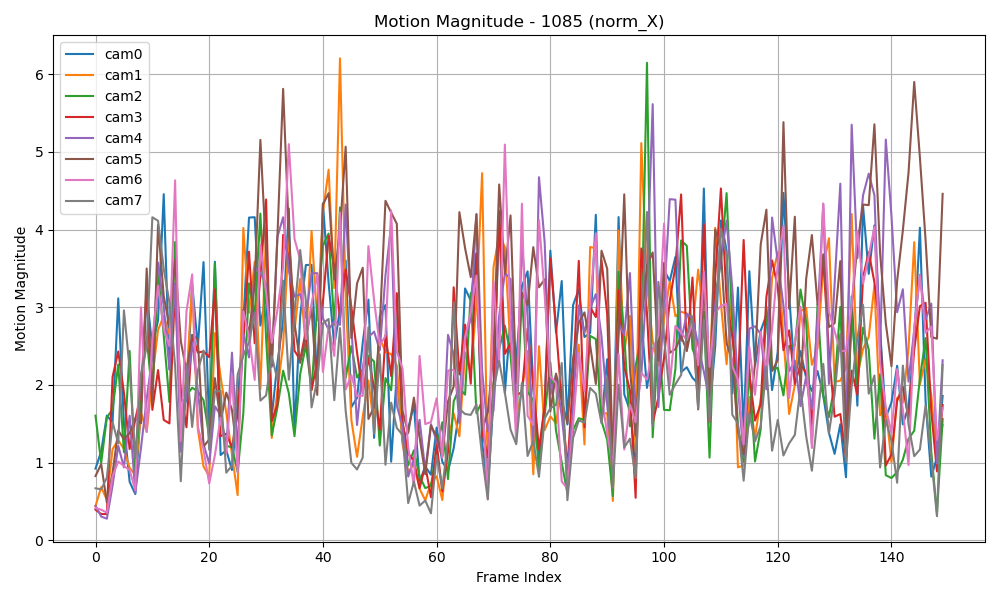 Motion Magnitude - 1085 (norm_X)
cam0
cam1
cam2
cam3
cam4
cam5
cam6
cam7
Motion Magnitude
6
5
4
3
2
1
0
0 20 40 60 80 100 120 140
Frame Index